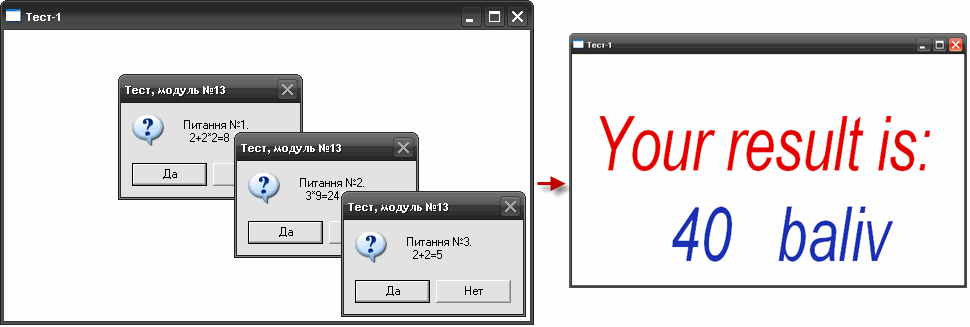 Тест-1
Тест, модуль №13
Питання №1.
2+2*2=8
Да
Тест, модуль №13
Питання №2.
3*9=24
Да
Тест, модуль №13
Питання №3.
2+2=5
Да
Нет
Тест-1
Your result is:
40 baliv